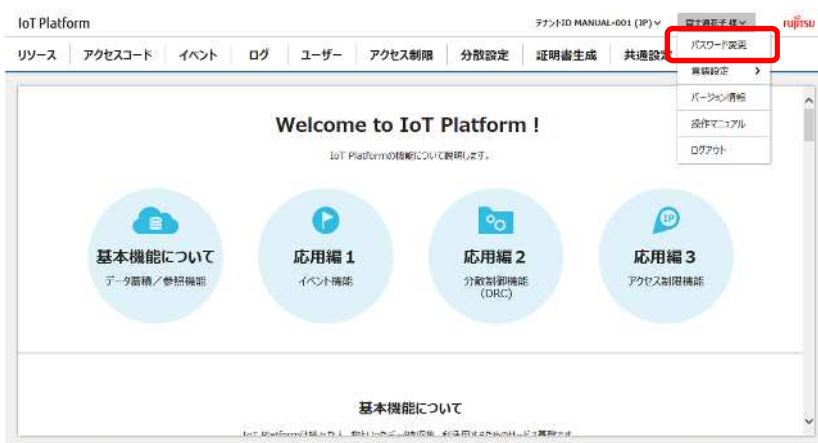 IoT Platform
テナントID MANUAL-001 (JP)
富士通花子 様
FUJITSU
リソース アクセスコード イベント ログ ユーザー アクセス制限 分散設定 証明書生成 共通設定
パスワード変更
言語設定
バージョン情報
操作マニュアル
ログアウト
Welcome to IoT Platform !
IoT Platformの機能について説明します。
基本機能について
データ蓄積／参照機能
応用編 1
イベント機能
応用編 2
分散制御機能
(DRC)
応用編 3
アクセス制限機能
IP
基本機能について